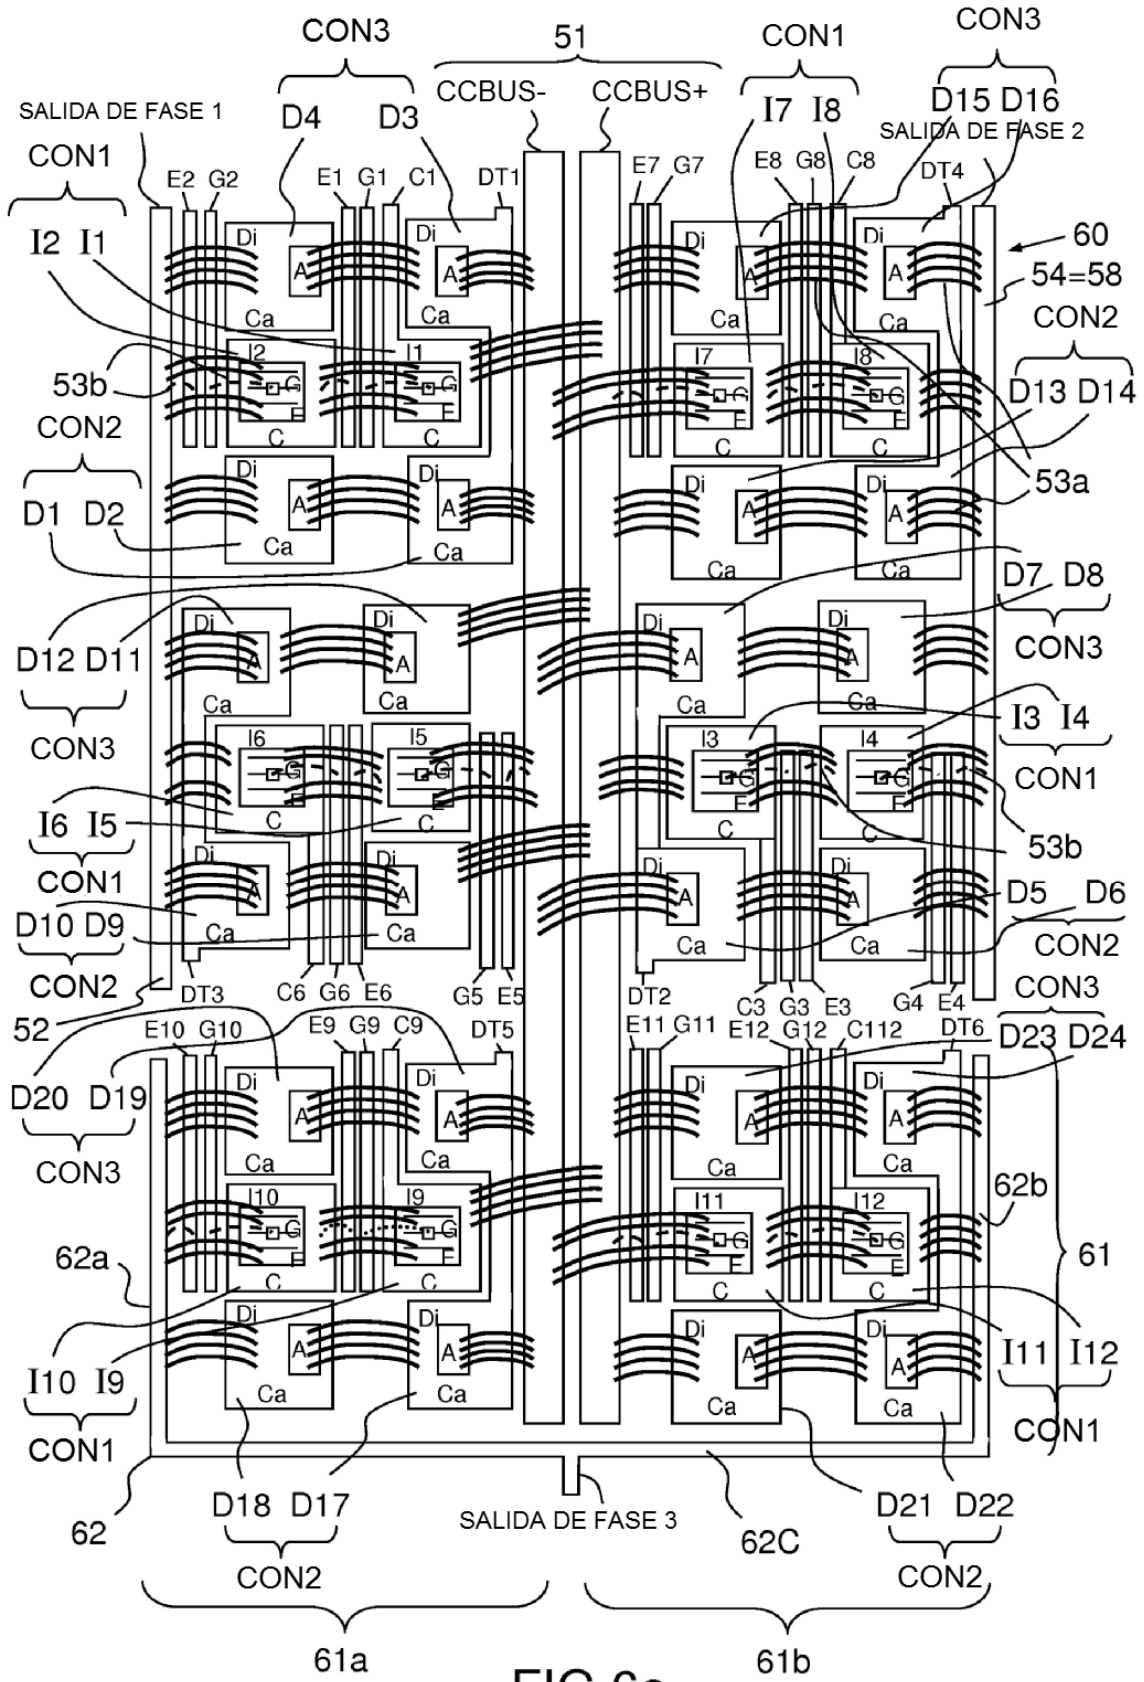 CON3 51 CON1 CON3
CCBUS- CCBUS+
SALIDA DE FASE 1 D4 D3 I7 I8 D15 D16
SALIDA DE FASE 2
CON1
E2 G2 E1 G1 C1 DT1 E7 G7 E8 G8 C8 DT4
I2 I1 Di Di Di Di 60
A A A A 54=58
Ca Ca Ca Ca CON2
I2 I1 I7 I8
53b G G G G D13 D14
E E E E
CON2 C C C C
Di Di Di Di 53a
D1 D2 A A A A
Ca Ca Ca Ca
D7 D8
Di Di Di Di
D12 D11 A A A A CON3
Ca Ca Ca Ca
CON3 I6 I5 I3 I4 I3 I4
G G G G CON1
E E E E
I6 I5 C C C C
53b
CON1 Di Di Di Di
D10 D9 A A A A D5 D6
Ca Ca Ca Ca CON2
CON2 DT3 C6 G6 E6 G5 E5 DT2 C3 G3 E3 G4 E4 CON3
52 E10 G10 E9 G9 C9 DT5 E11 G11 E12 G12 C112 DT6
D23 D24
D20 D19 Di Di Di Di
A A A A
CON3 Ca Ca Ca Ca
I10 I9 I11 I12 62b
62a G G G G 61
E E E E
C C C C
Di Di Di Di
I10 I9 A A A A I11 I12
Ca Ca Ca Ca
CON1 CON1
62 D18 D17 SALIDA DE FASE 3 62C D21 D22
CON2 CON2
61a 61b